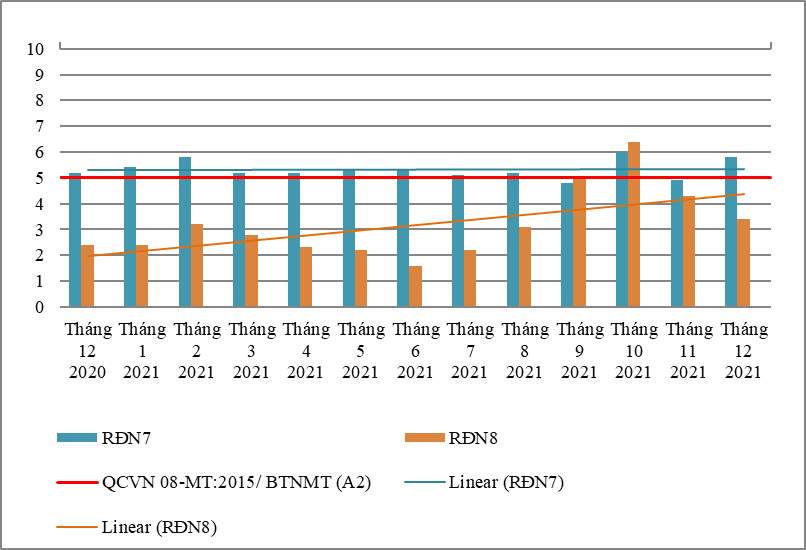 10
9
8
7
6
5
4
3
2
1
0
Tháng 12 2020
Tháng 1 2021
Tháng 2 2021
Tháng 3 2021
Tháng 4 2021
Tháng 5 2021
Tháng 6 2021
Tháng 7 2021
Tháng 8 2021
Tháng 9 2021
Tháng 10 2021
Tháng 11 2021
Tháng 12 2021
RĐN7
RĐN8
QCVN 08-MT:2015/ BTNMT (A2)
Linear (RĐN7)
Linear (RĐN8)